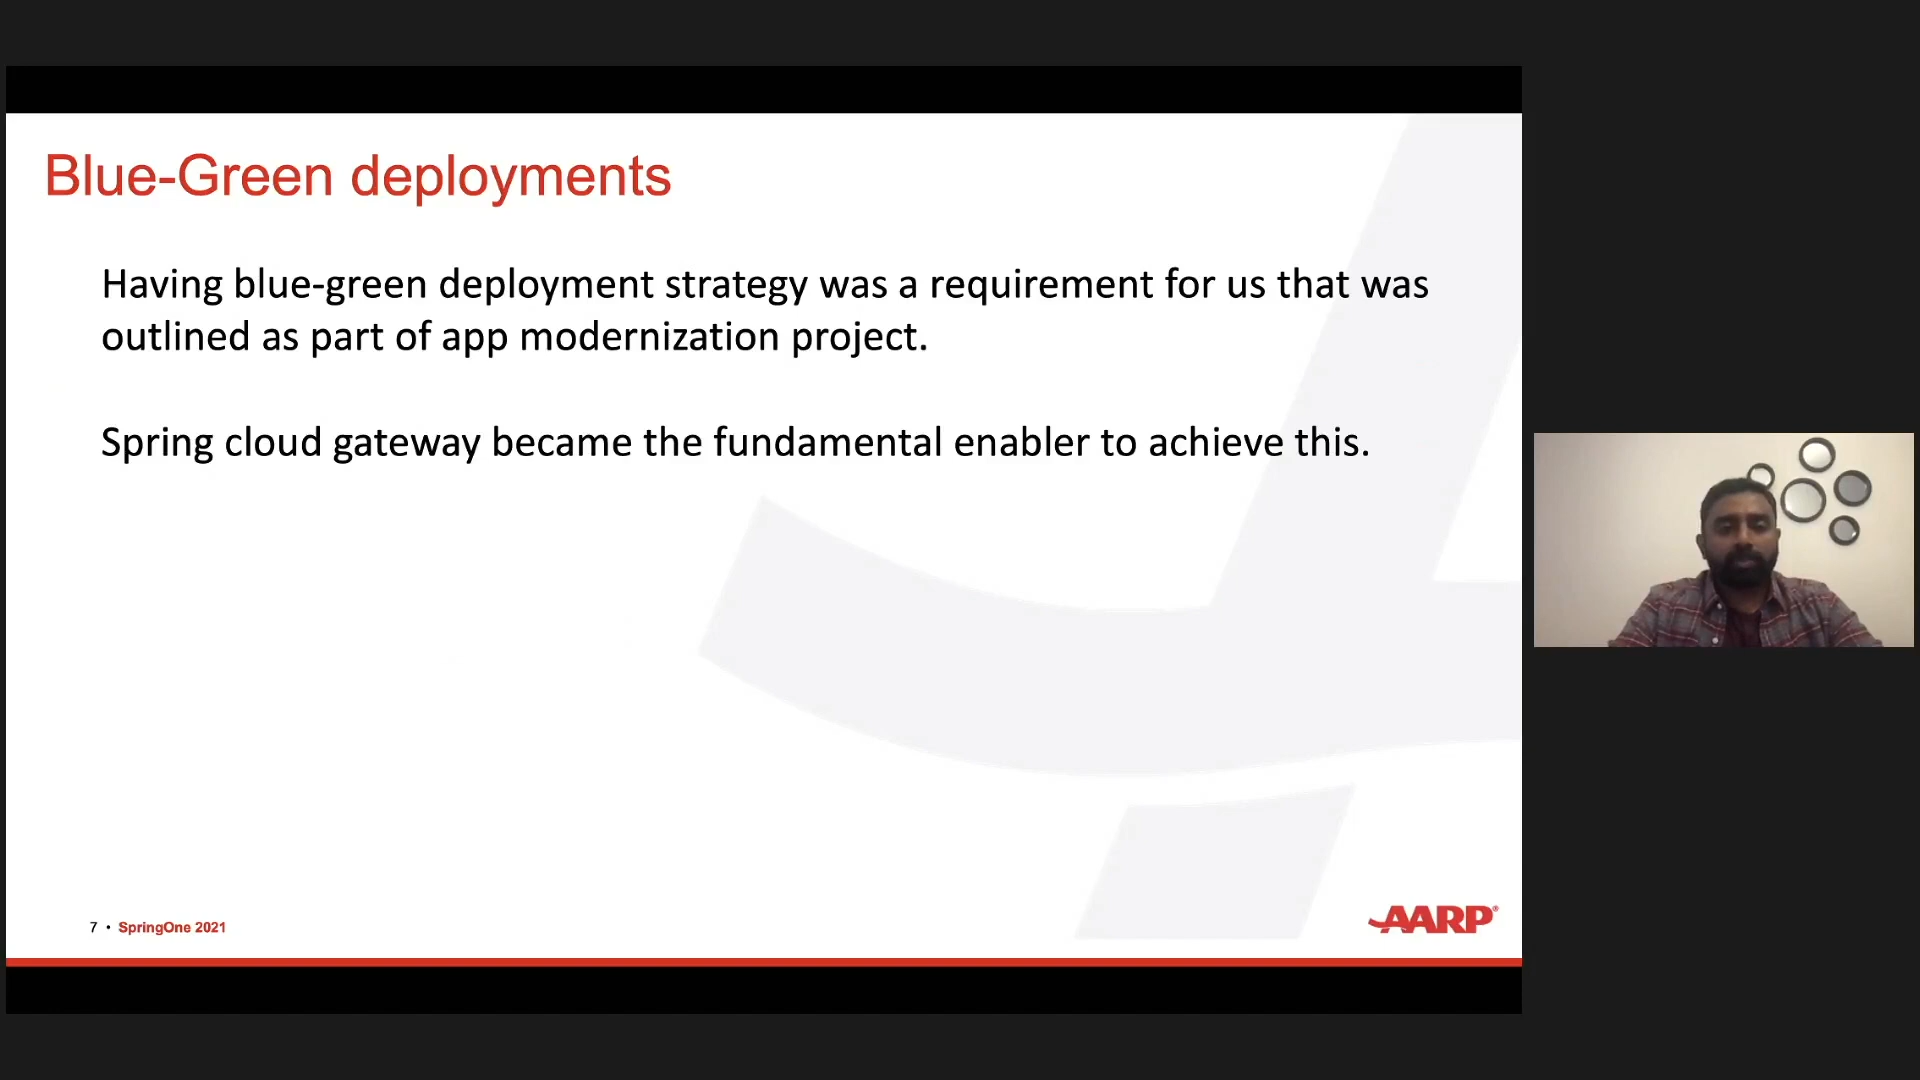 Blue-Green deployments
Having blue-green deployment strategy was a requirement for us that was
outlined as part of app modernization project.
Spring cloud gateway became the fundamental enabler to achieve this.
7 • SpringOne 2021
AARP®